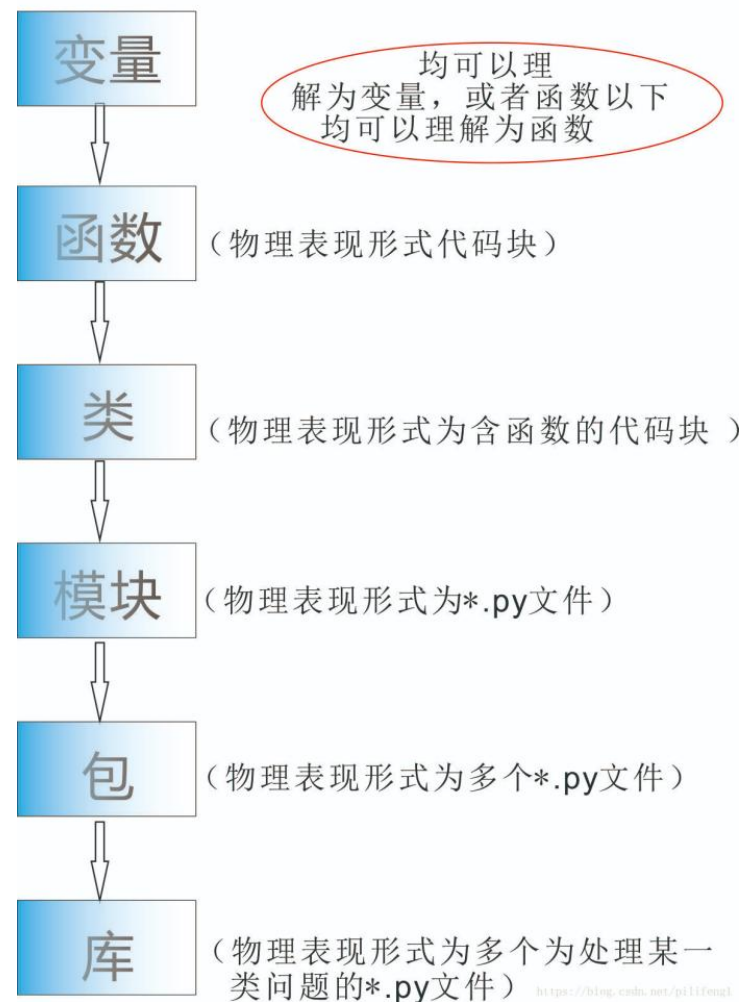 变量
均可以理
解为变量，或者函数以下
均可以理解为函数
函数
（物理表现形式代码块）
类
（物理表现形式为含函数的代码块 ）
模块
（物理表现形式为*.py文件）
包
（物理表现形式为多个*.py文件）
库
（物理表现形式为多个为处理某一
类问题的*.py文件）